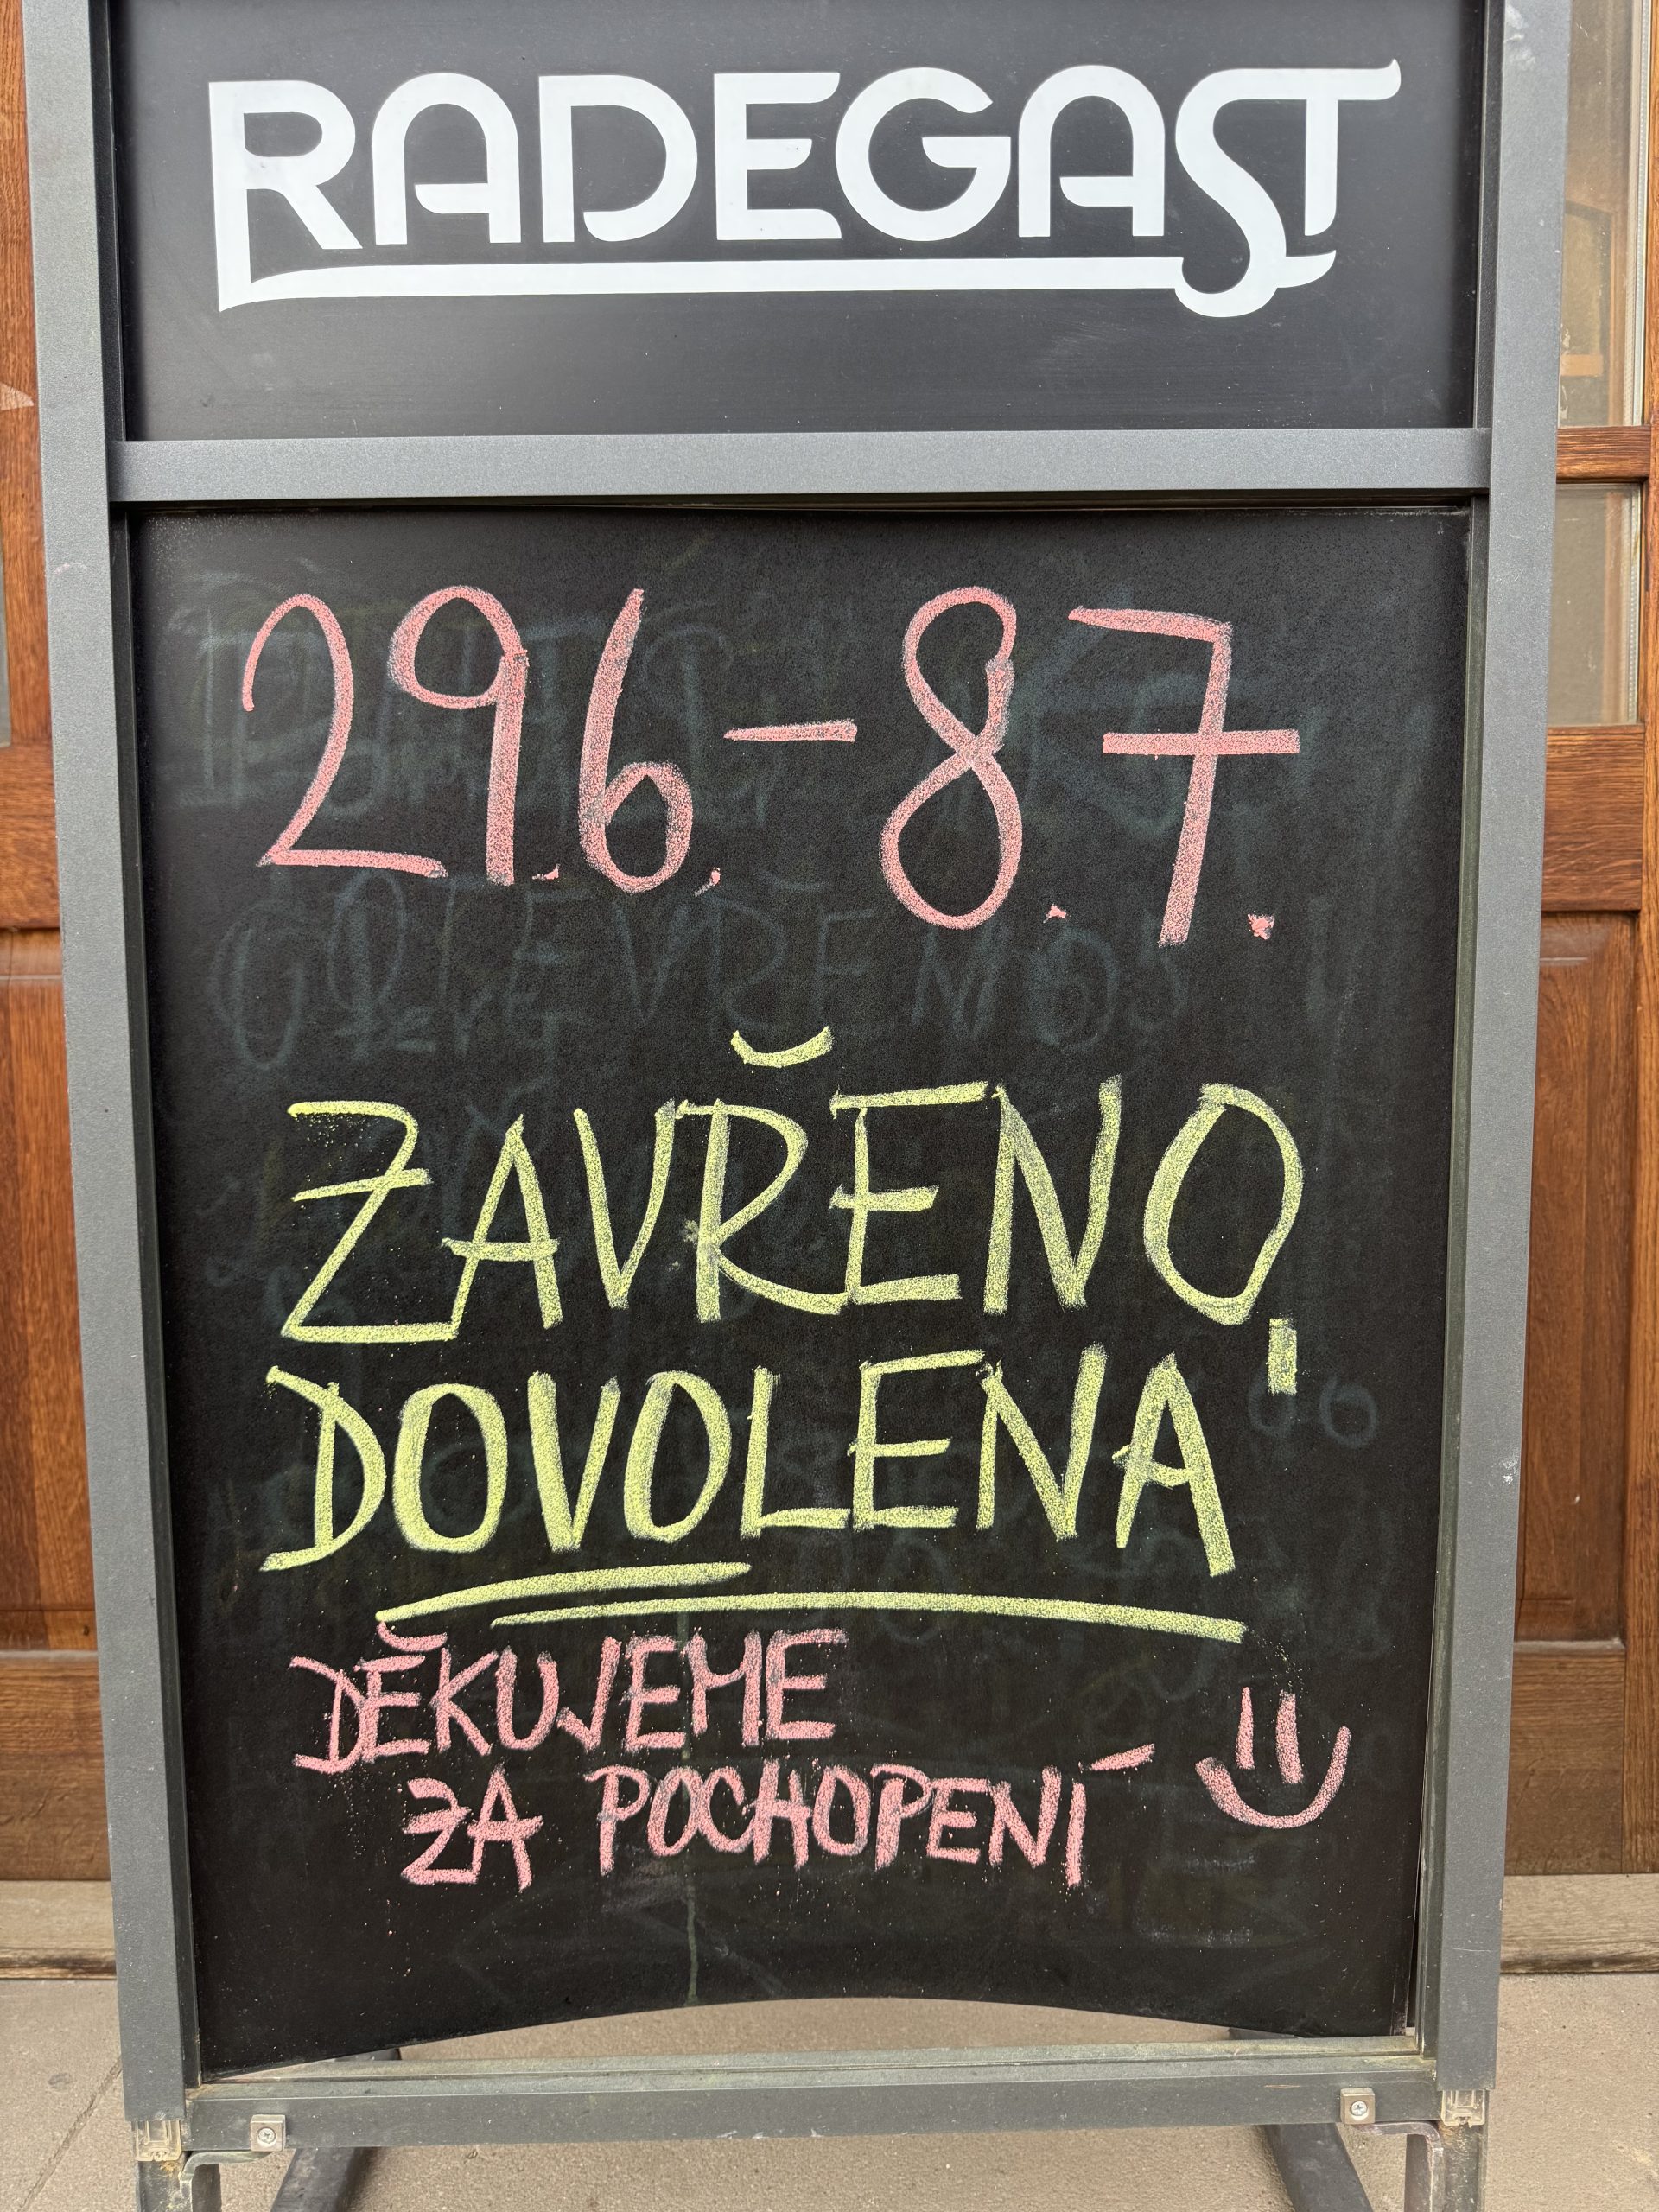 RADEGAST
29.6.-8.7.
ZAVŘENO
DOVOLENÁ
DĚKUJEME
ZA POCHOPENÍ